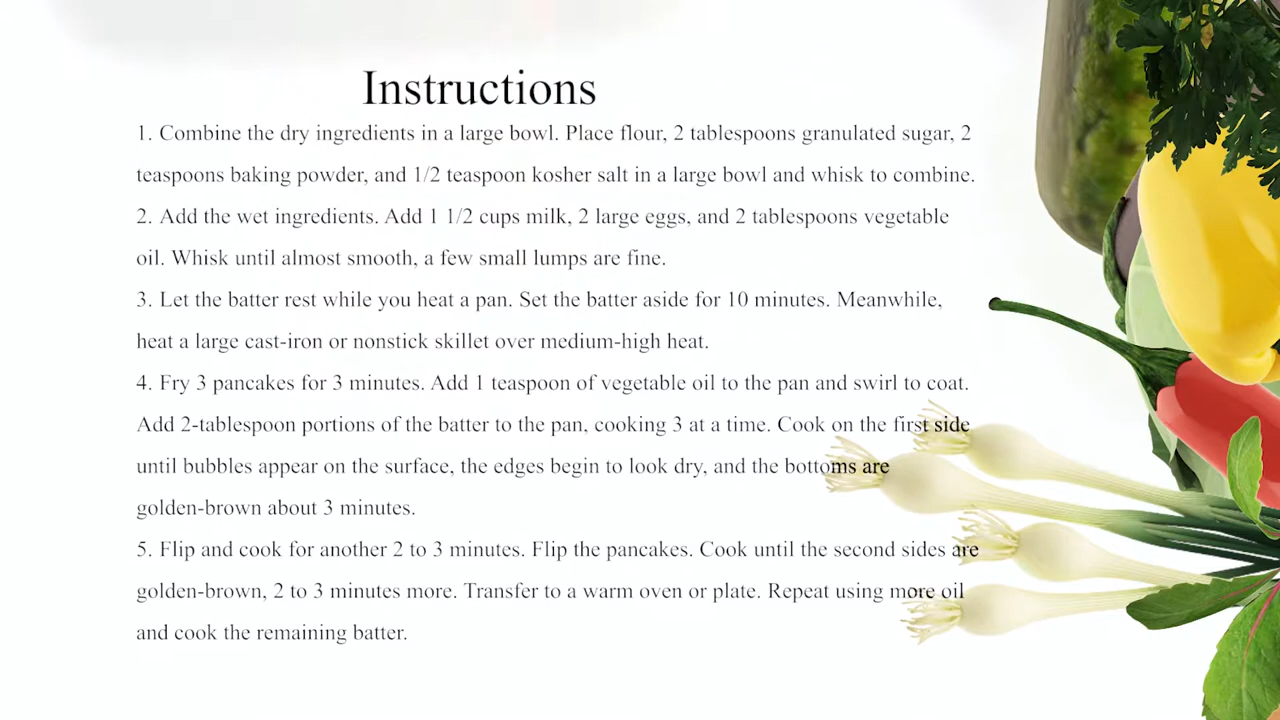 Instructions
1. Combine the dry ingredients in a large bowl. Place flour, 2 tablespoons granulated sugar, 2
teaspoons baking powder, and 1/2 teaspoon kosher salt in a large bowl and whisk to combine.
2. Add the wet ingredients. Add 1 1/2 cups milk, 2 large eggs, and 2 tablespoons vegetable
oil. Whisk until almost smooth, a few small lumps are fine.
3. Let the batter rest while you heat a pan. Set the batter aside for 10 minutes. Meanwhile,
heat a large cast-iron or nonstick skillet over medium-high heat.
4. Fry 3 pancakes for 3 minutes. Add 1 teaspoon of vegetable oil to the pan and swirl to coat.
Add 2-tablespoon portions of the batter to the pan, cooking 3 at a time. Cook on the first side
until bubbles appear on the surface, the edges begin to look dry, and the bottoms are
golden-brown about 3 minutes.
5. Flip and cook for another 2 to 3 minutes. Flip the pancakes. Cook until the second sides are
golden-brown, 2 to 3 minutes more. Transfer to a warm oven or plate. Repeat using more oil
and cook the remaining batter.